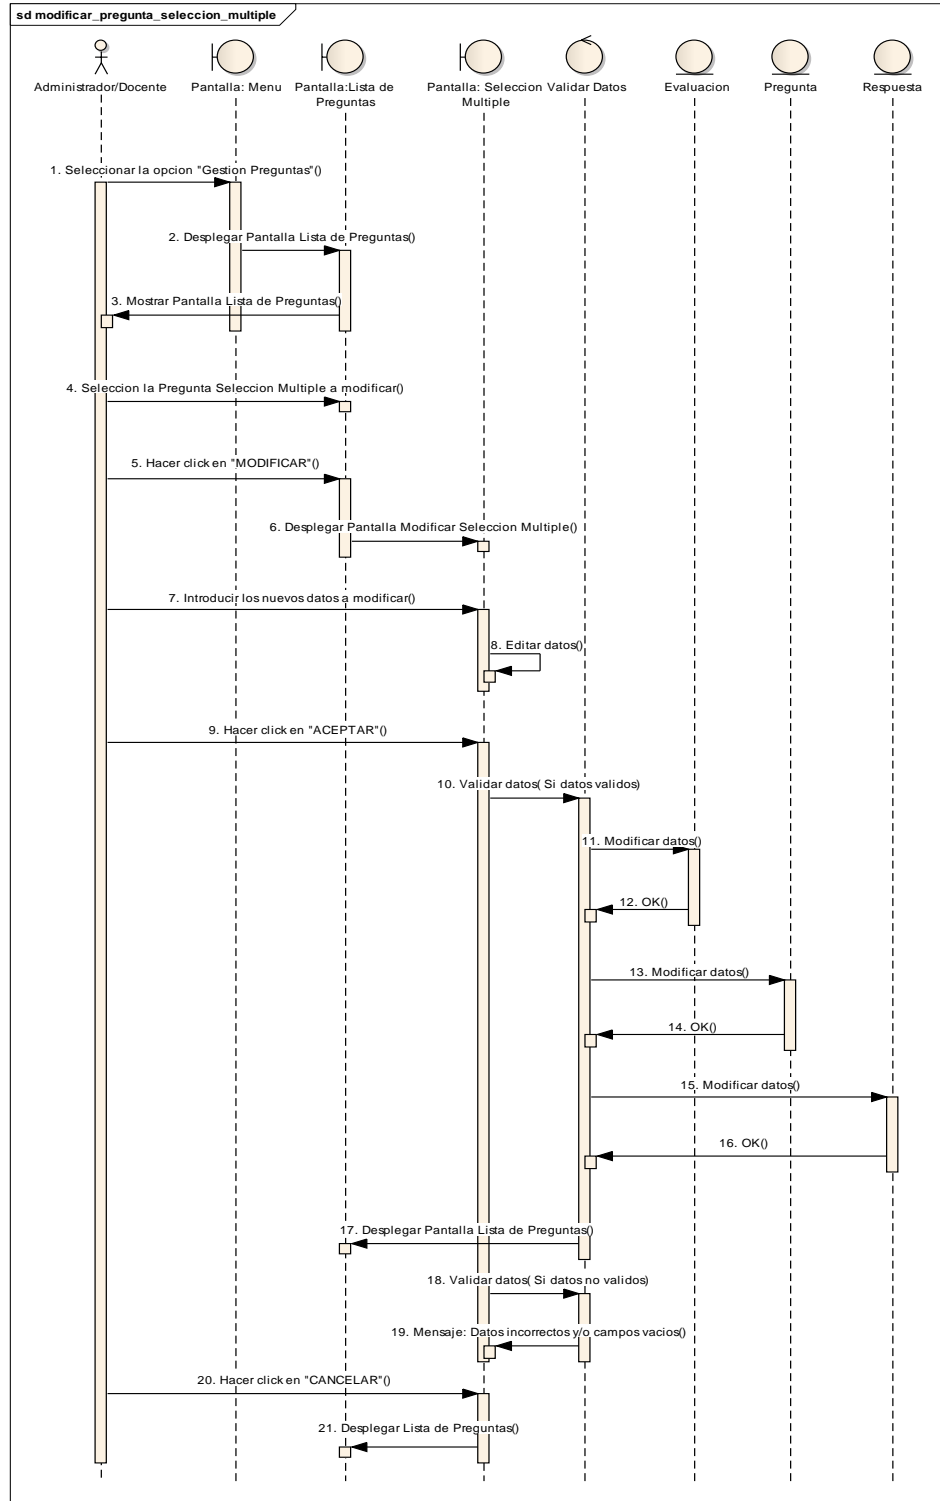 sd modificar_pregunta_seleccion_multiple
Administrador/Docente
Pantalla: Menu
Pantalla:Lista de
Preguntas
Pantalla: Seleccion
Multiple
Validar Datos
Evaluacion
Pregunta
Respuesta
1. Seleccionar la opcion "Gestion Preguntas"()
2. Desplegar Pantalla Lista de Preguntas()
3. Mostrar Pantalla Lista de Preguntas()
4. Seleccion la Pregunta Seleccion Multiple a modificar()
5. Hacer click en "MODIFICAR"()
6. Desplegar Pantalla Modificar Seleccion Multiple()
7. Introducir los nuevos datos a modificar()
8. Editar datos()
9. Hacer click en "ACEPTAR"()
10. Validar datos( Si datos validos)
11. Modificar datos()
12. OK()
13. Modificar datos()
14. OK()
15. Modificar datos()
16. OK()
17. Desplegar Pantalla Lista de Preguntas()
18. Validar datos( Si datos no validos)
19. Mensaje: Datos incorrectos y/o campos vacios()
20. Hacer click en "CANCELAR"()
21. Desplegar Lista de Preguntas()